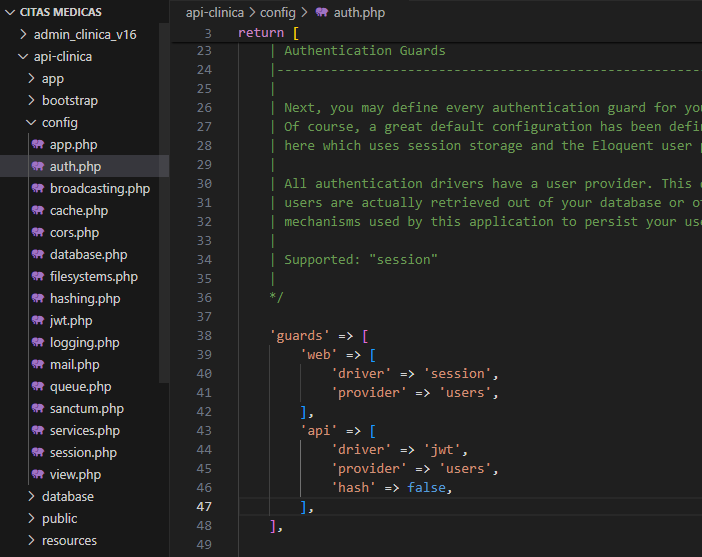 CITAS MEDICAS
admin_clinica_v16
api-clinica
app
bootstrap
config
app.php
auth.php
broadcasting.php
cache.php
cors.php
database.php
filesystems.php
hashing.php
jwt.php
logging.php
mail.php
queue.php
sanctum.php
services.php
session.php
view.php
database
public
resources
api-clinica > config > auth.php
3 return [
23 | Authentication Guards
24 |--------------------------------------------------------
25 |
26 | Next, you may define every authentication guard for
27 | Of course, a great default configuration has been
28 | here which uses session storage and the Eloquent user
29 |
30 | All authentication drivers have a user provider. This
31 | users are actually retrieved out of your database or
32 | mechanisms used by this application to persist your
33 |
34 | Supported: "session"
35 |
36 */
37
38 'guards' => [
39 'web' => [
40 'driver' => 'session',
41 'provider' => 'users',
42 ],
43 'api' => [
44 'driver' => 'jwt',
45 'provider' => 'users',
46 'hash' => false,
47 ],
48 ],
49